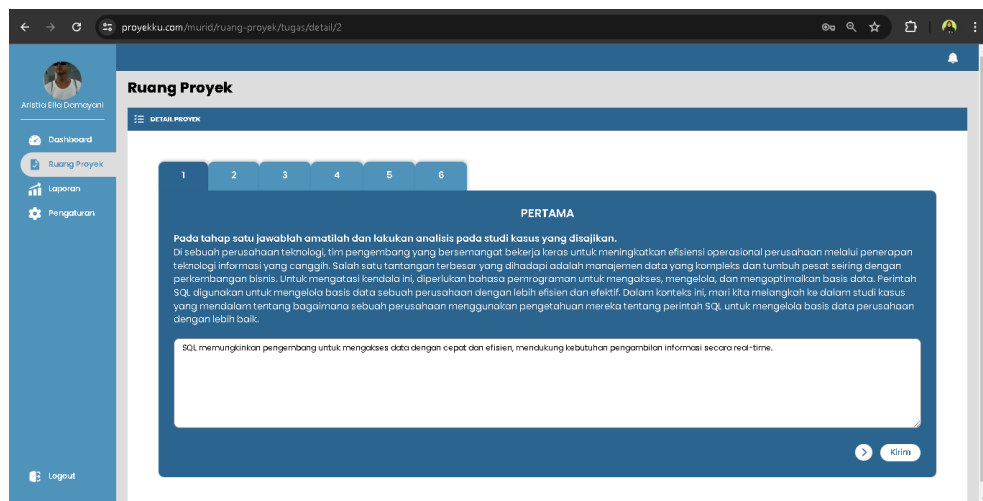 proyekku.com/murid/ruang-proyek/tugas/detail/2
Aristia Ella Damayani
Dashboard
Ruang Proyek
Laporan
Pengaturan
Logout
Ruang Proyek
DETAIL PROYEK
1 2 3 4 5 6
PERTAMA
Pada tahap satu jawablah amatilah dan lakukan analisis pada studi kasus yang disajikan.
Di sebuah perusahaan teknologi, tim pengembang yang bersemangat bekerja keras untuk meningkatkan efisiensi operasional perusahaan melalui penerapan
teknologi informasi yang canggih. Salah satu tantangan terbesar yang dihadapi adalah manajemen data yang kompleks dan tumbuh pesat seiring dengan
perkembangan bisnis. Untuk mengatasi kendala ini, diperlukan bahasa pemrograman untuk mengakses, mengelola, dan mengoptimalkan basis data. Perintah
SQL digunakan untuk mengelola basis data sebuah perusahaan dengan lebih efisien dan efektif. Dalam konteks ini, mari kita melangkah ke dalam studi kasus
yang mendalam tentang bagaimana sebuah perusahaan menggunakan pengetahuan mereka tentang perintah SQL untuk mengelola basis data perusahaan
dengan lebih baik.
SQL memungkinkan pengembang untuk mengakses data dengan cepat dan efisien, mendukung kebutuhan pengambilan informasi secara real-time.
Kirim